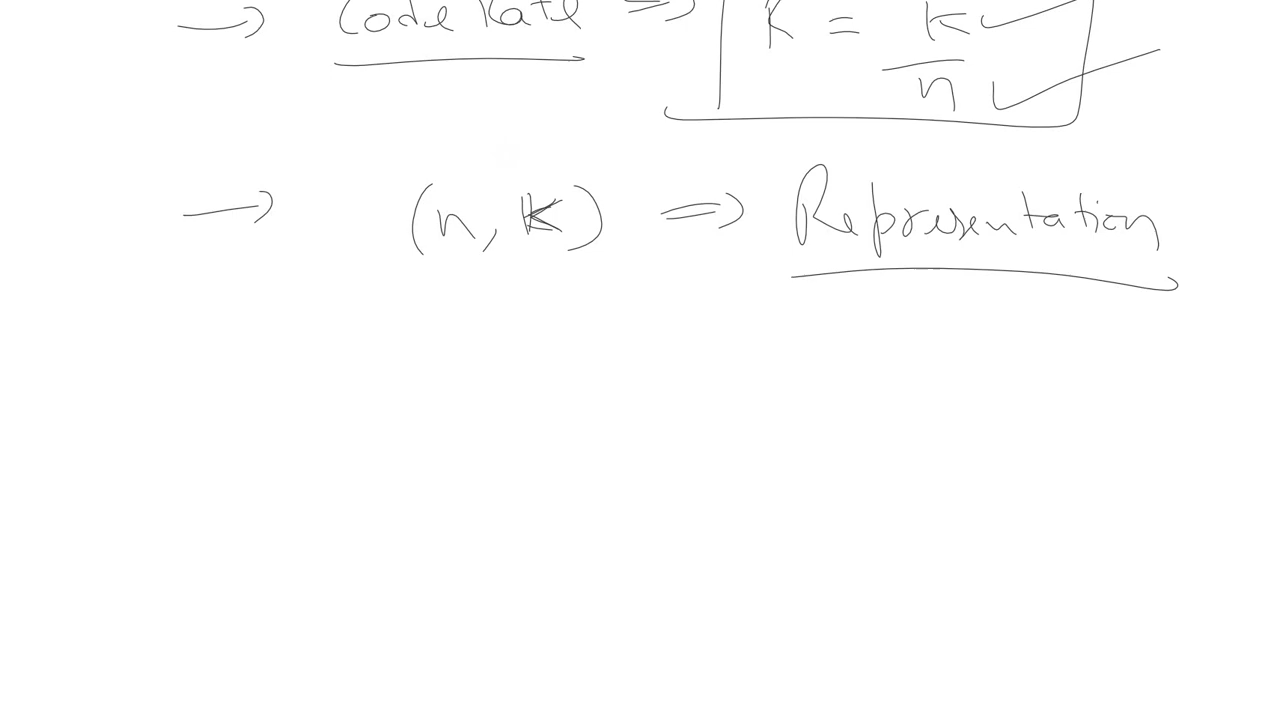 → Code Rate ⇒ R = k/n
→ (n, k) ⇒ Representation